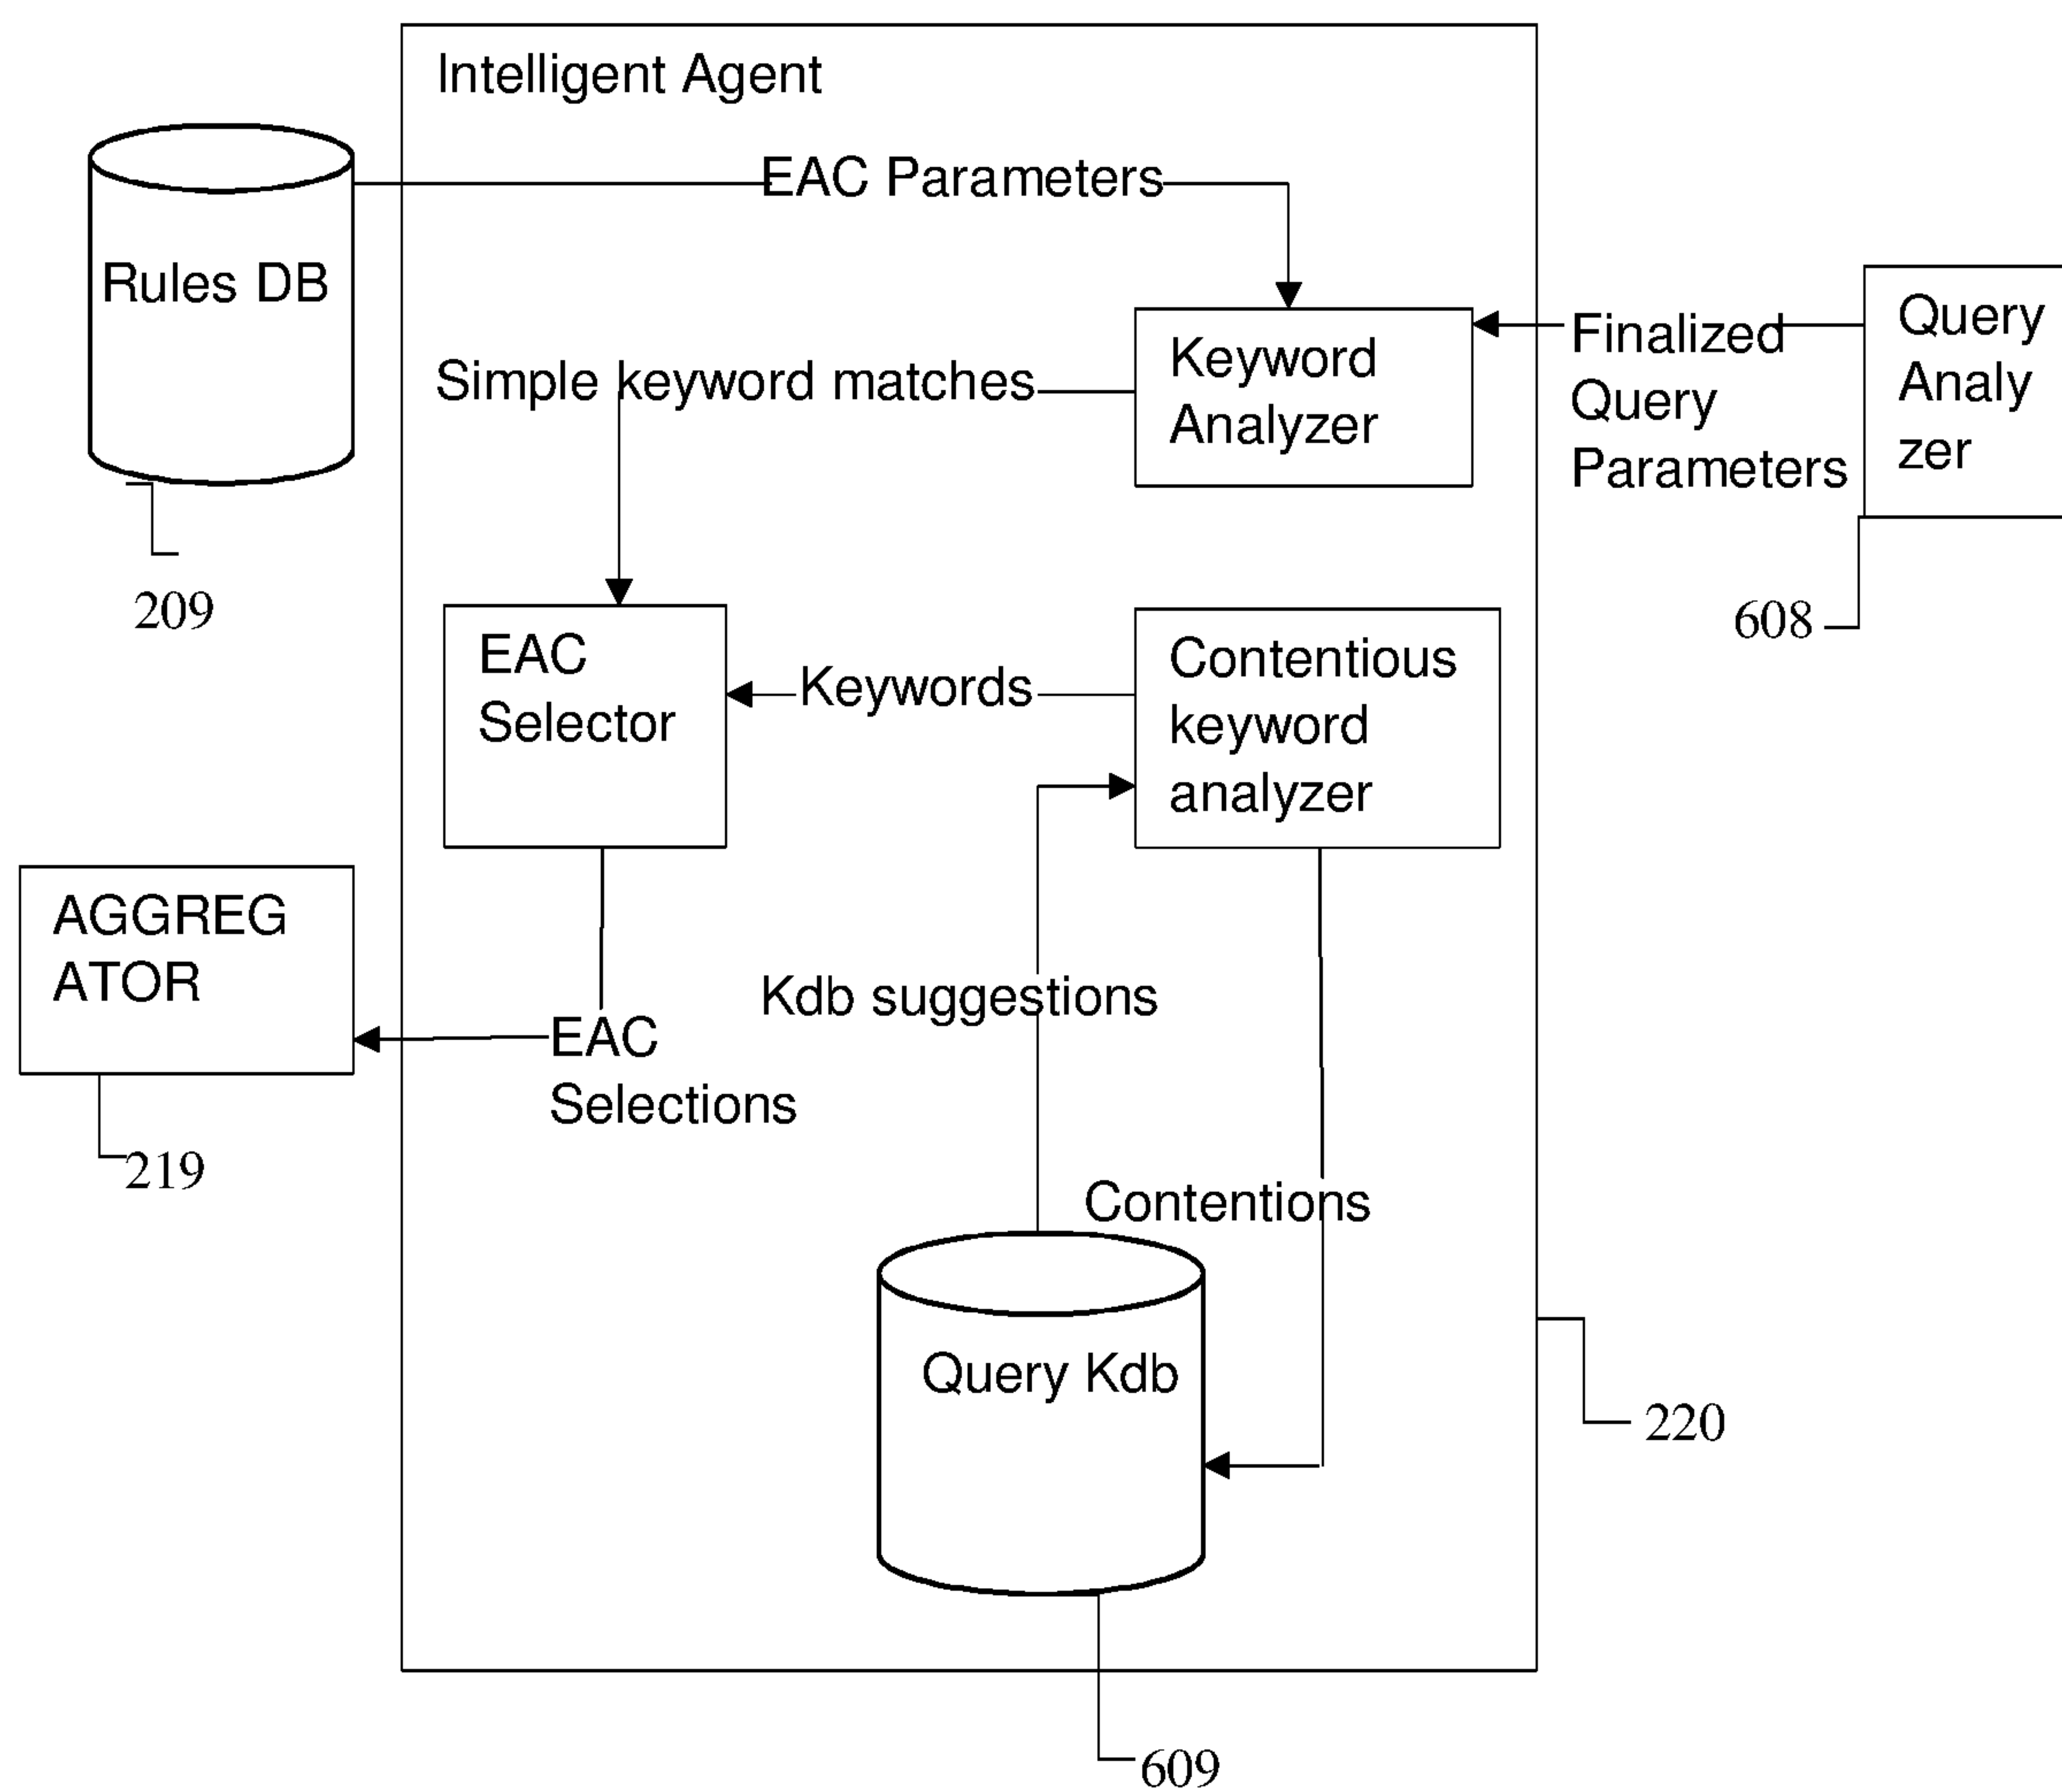 Intelligent Agent
EAC Parameters
Rules DB
Query
Analy
zer
Finalized
Query
Parameters
Keyword
Analyzer
Simple keyword matches
209
608
EAC
Selector
Keywords
Contentious
keyword
analyzer
AGGREG
ATOR
Kdb suggestions
EAC
Selections
219
Contentions
Query Kdb
220
609